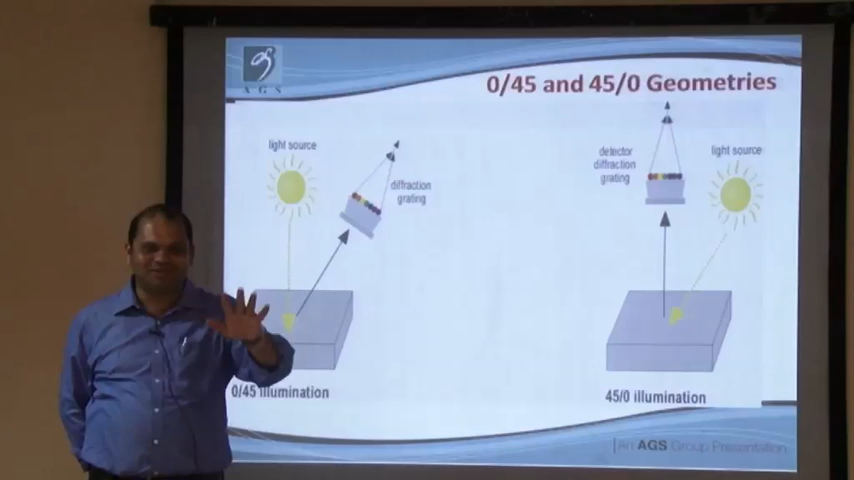 A G S
0/45 and 45/0 Geometries
light source
diffraction
grating
0/45 illumination
detector
diffraction
grating
light source
45/0 illumination
An AGS Group Presentation